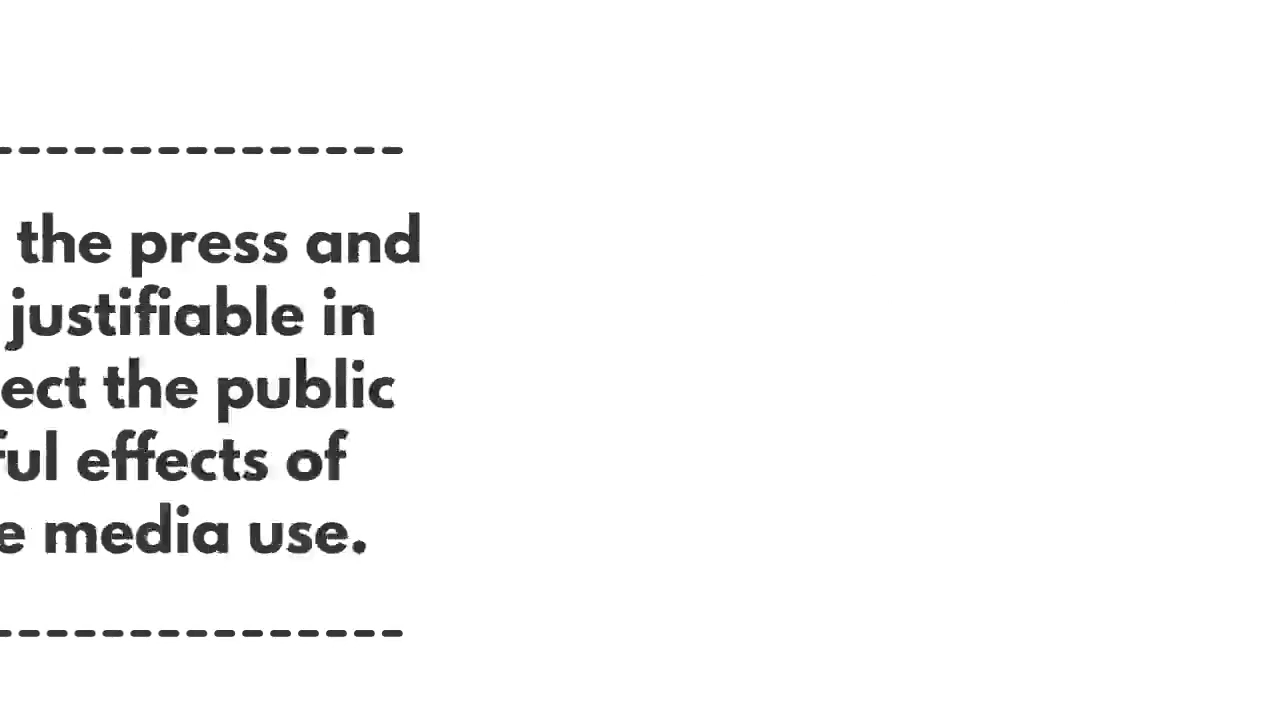 the press and
justifiable in
ect the public
ful effects of
e media use.